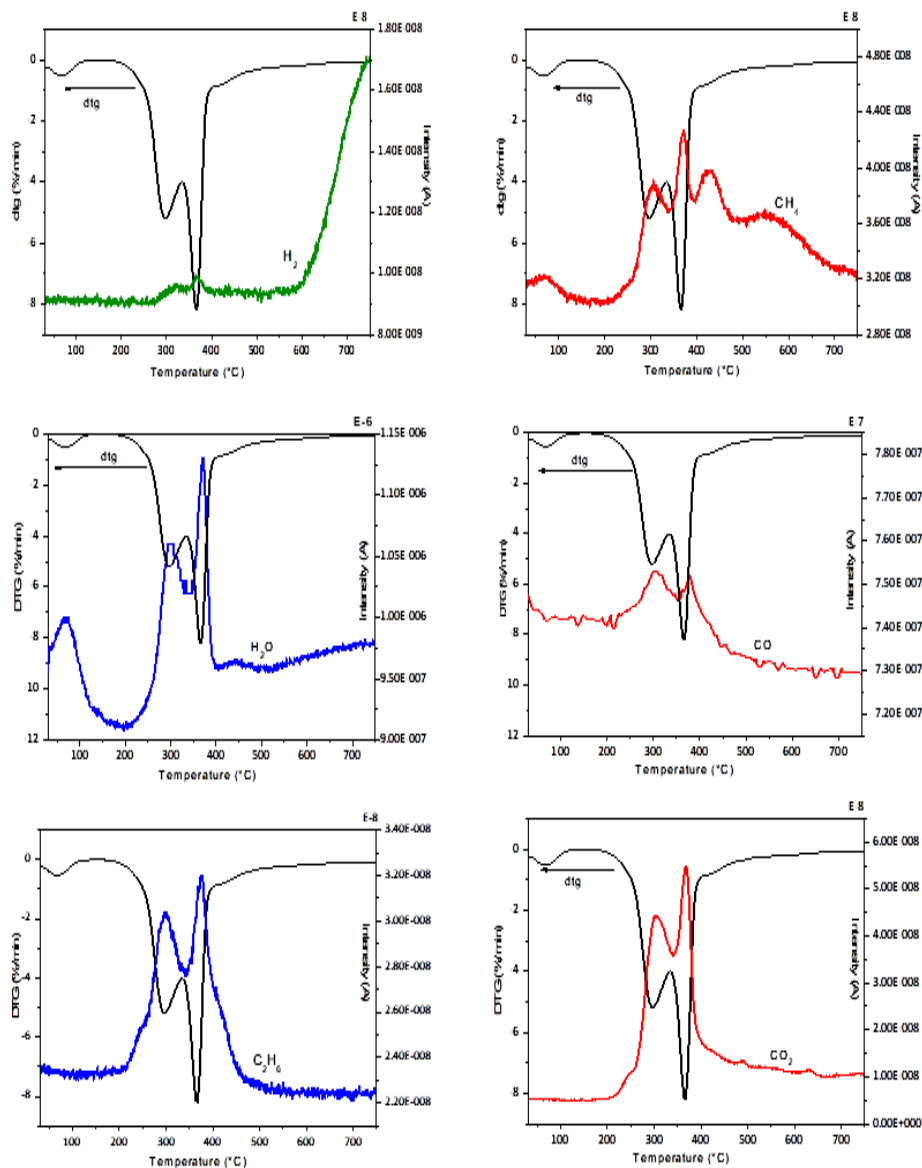 E-8
1.80E-008
1.60E-008
1.40E-008
1.20E-008
1.00E-008
8.00E-009
Intensity (A)
0
2
4
6
8
dtg (%/min)
dtg
H2
100 200 300 400 500 600 700
Temperature (°C)
E-8
4.80E-008
4.40E-008
4.00E-008
3.60E-008
3.20E-008
2.80E-008
Intensity (A)
0
2
4
6
8
dtg (%/min)
dtg
CH4
100 200 300 400 500 600 700
Temperature (°C)
E-6
1.15E-006
1.10E-006
1.05E-006
1.00E-006
9.50E-007
9.00E-007
Intensity (A)
0
2
4
6
8
10
12
DTG (%/min)
dtg
H2O
100 200 300 400 500 600 700
Temperature (°C)
E-7
7.80E-007
7.70E-007
7.60E-007
7.50E-007
7.40E-007
7.30E-007
7.20E-007
Intensity (A)
0
2
4
6
8
10
12
DTG (%/min)
dtg
CO
100 200 300 400 500 600 700
Temperature (°C)
E-8
3.40E-008
3.20E-008
3.00E-008
2.80E-008
2.60E-008
2.40E-008
2.20E-008
Intensity (A)
0
-2
-4
-6
-8
DTG (%/min)
C2H6
100 200 300 400 500 600 700
Temperature (°C)
E-8
6.00E-008
5.00E-008
4.00E-008
3.00E-008
2.00E-008
1.00E-008
0.00E+000
Intensity (A)
0
2
4
6
8
DTG (%/min)
dtg
CO2
100 200 300 400 500 600 700
Temperature (°C)